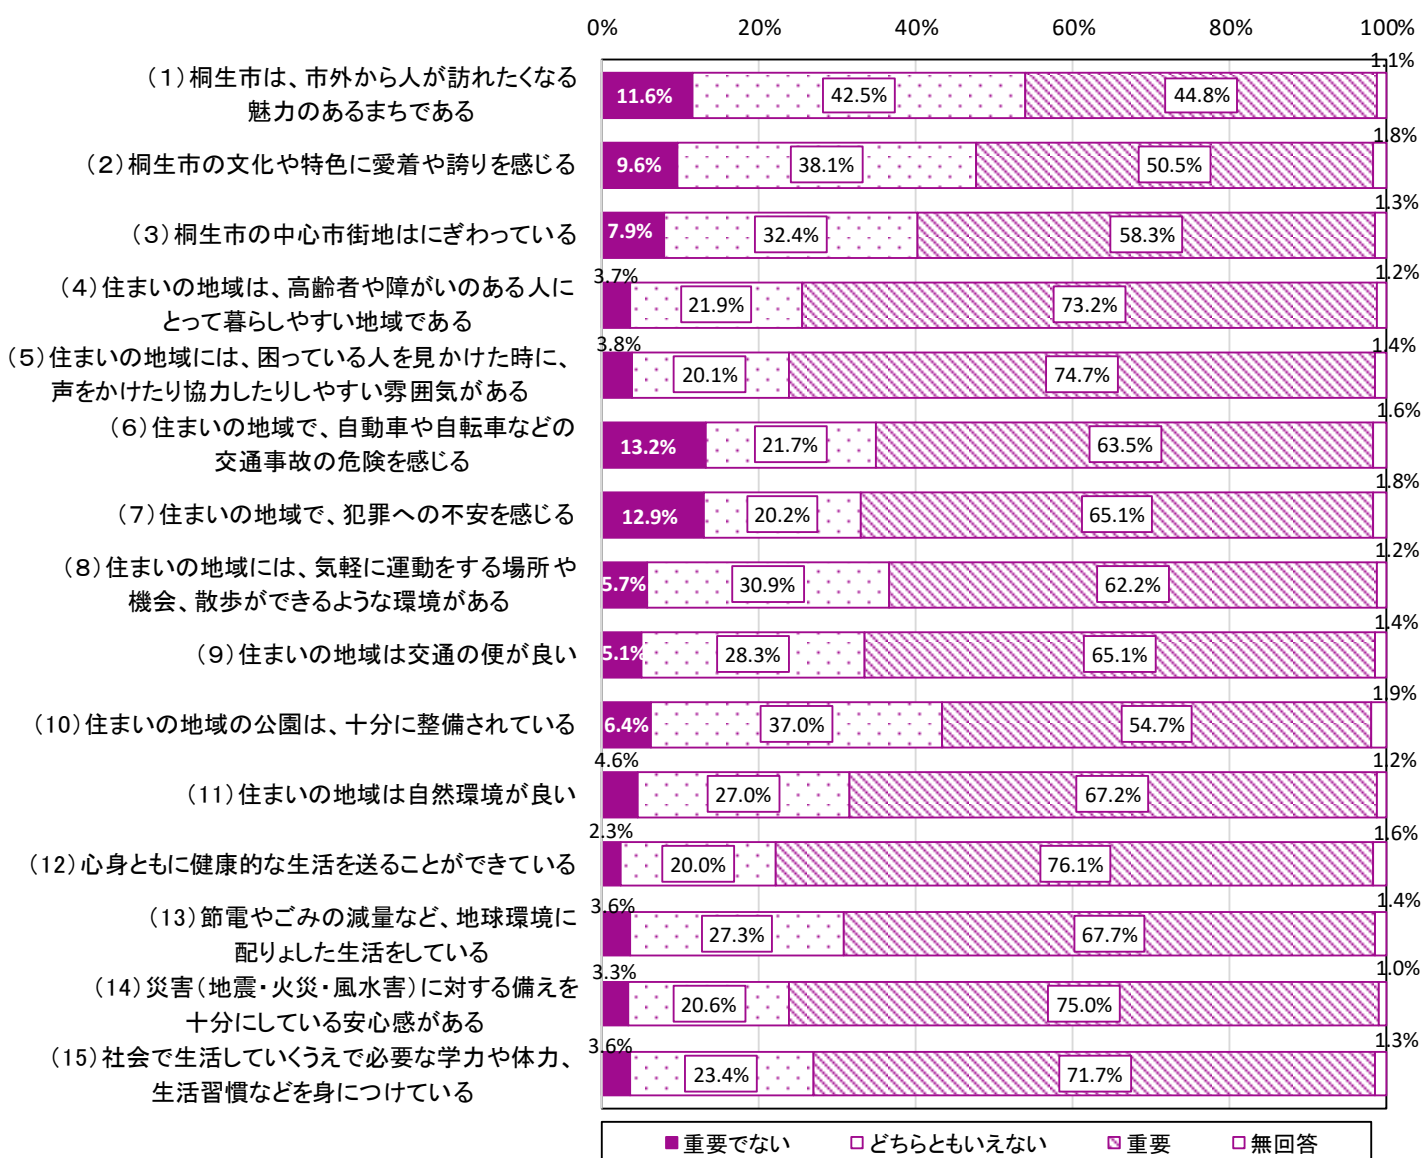 0% 20% 40% 60% 80% 100%
(1)桐生市は、市外から人が訪れたくなる
魅力のあるまちである
11.6% 42.5% 44.8% 1.1%
(2)桐生市の文化や特色に愛着や誇りを感じる
9.6% 38.1% 50.5% 1.8%
(3)桐生市の中心市街地はにぎわっている
7.9% 32.4% 58.3% 1.3%
(4)住まいの地域は、高齢者や障がいのある人に
とって暮らしやすい地域である
3.7% 21.9% 73.2% 1.2%
(5)住まいの地域には、困っている人を見かけた時に、
声をかけたり協力したりしやすい雰囲気がある
3.8% 20.1% 74.7% 1.4%
(6)住まいの地域で、自動車や自転車などの
交通事故の危険を感じる
13.2% 21.7% 63.5% 1.6%
(7)住まいの地域で、犯罪への不安を感じる
12.9% 20.2% 65.1% 1.8%
(8)住まいの地域には、気軽に運動をする場所や
機会、散歩ができるような環境がある
5.7% 30.9% 62.2% 1.2%
(9)住まいの地域は交通の便が良い
5.1% 28.3% 65.1% 1.4%
(10)住まいの地域の公園は、十分に整備されている
6.4% 37.0% 54.7% 1.9%
(11)住まいの地域は自然環境が良い
4.6% 27.0% 67.2% 1.2%
(12)心身ともに健康的な生活を送ることができている
2.3% 20.0% 76.1% 1.6%
(13)節電やごみの減量など、地球環境に
配りょした生活をしている
3.6% 27.3% 67.7% 1.4%
(14)災害(地震・火災・風水害)に対する備えを
十分にしている安心感がある
3.3% 20.6% 75.0% 1.0%
(15)社会で生活していくうえで必要な学力や体力、
生活習慣などを身につけている
3.6% 23.4% 71.7% 1.3%
重要でない どちらともいえない 重要 無回答